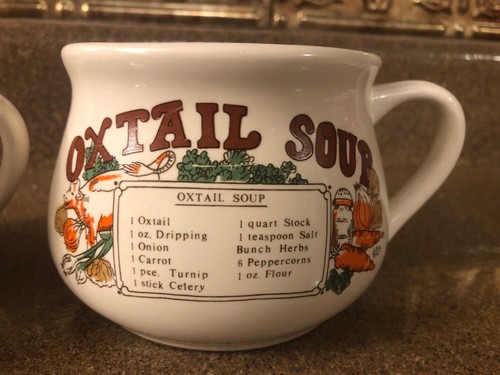 OXTAIL SOUP
OXTAIL SOUP
1 Oxtail
1 oz. Dripping
1 Onion
1 Carrot
1 pce. Turnip
1 stick Celery
1 quart Stock
1 teaspoon Salt
Bunch Herbs
6 Peppercorns
1 oz. Flour